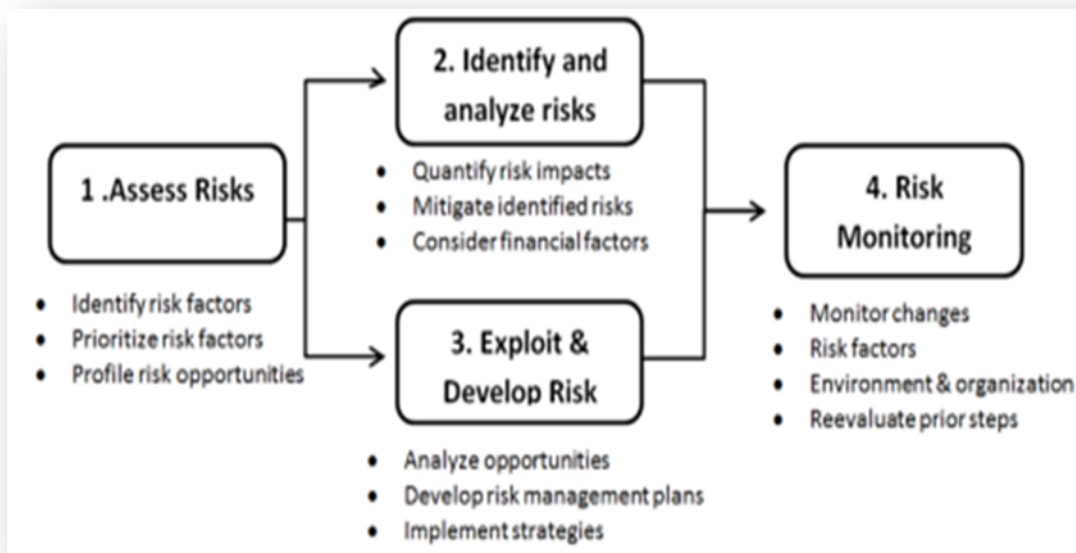 1 .Assess Risks
• Identify risk factors
• Prioritize risk factors
• Profile risk opportunities
2. Identify and
analyze risks
• Quantify risk impacts
• Mitigate identified risks
• Consider financial factors
3. Exploit &
Develop Risk
• Analyze opportunities
• Develop risk management plans
• Implement strategies
4. Risk
Monitoring
• Monitor changes
• Risk factors
• Environment & organization
• Reevaluate prior steps